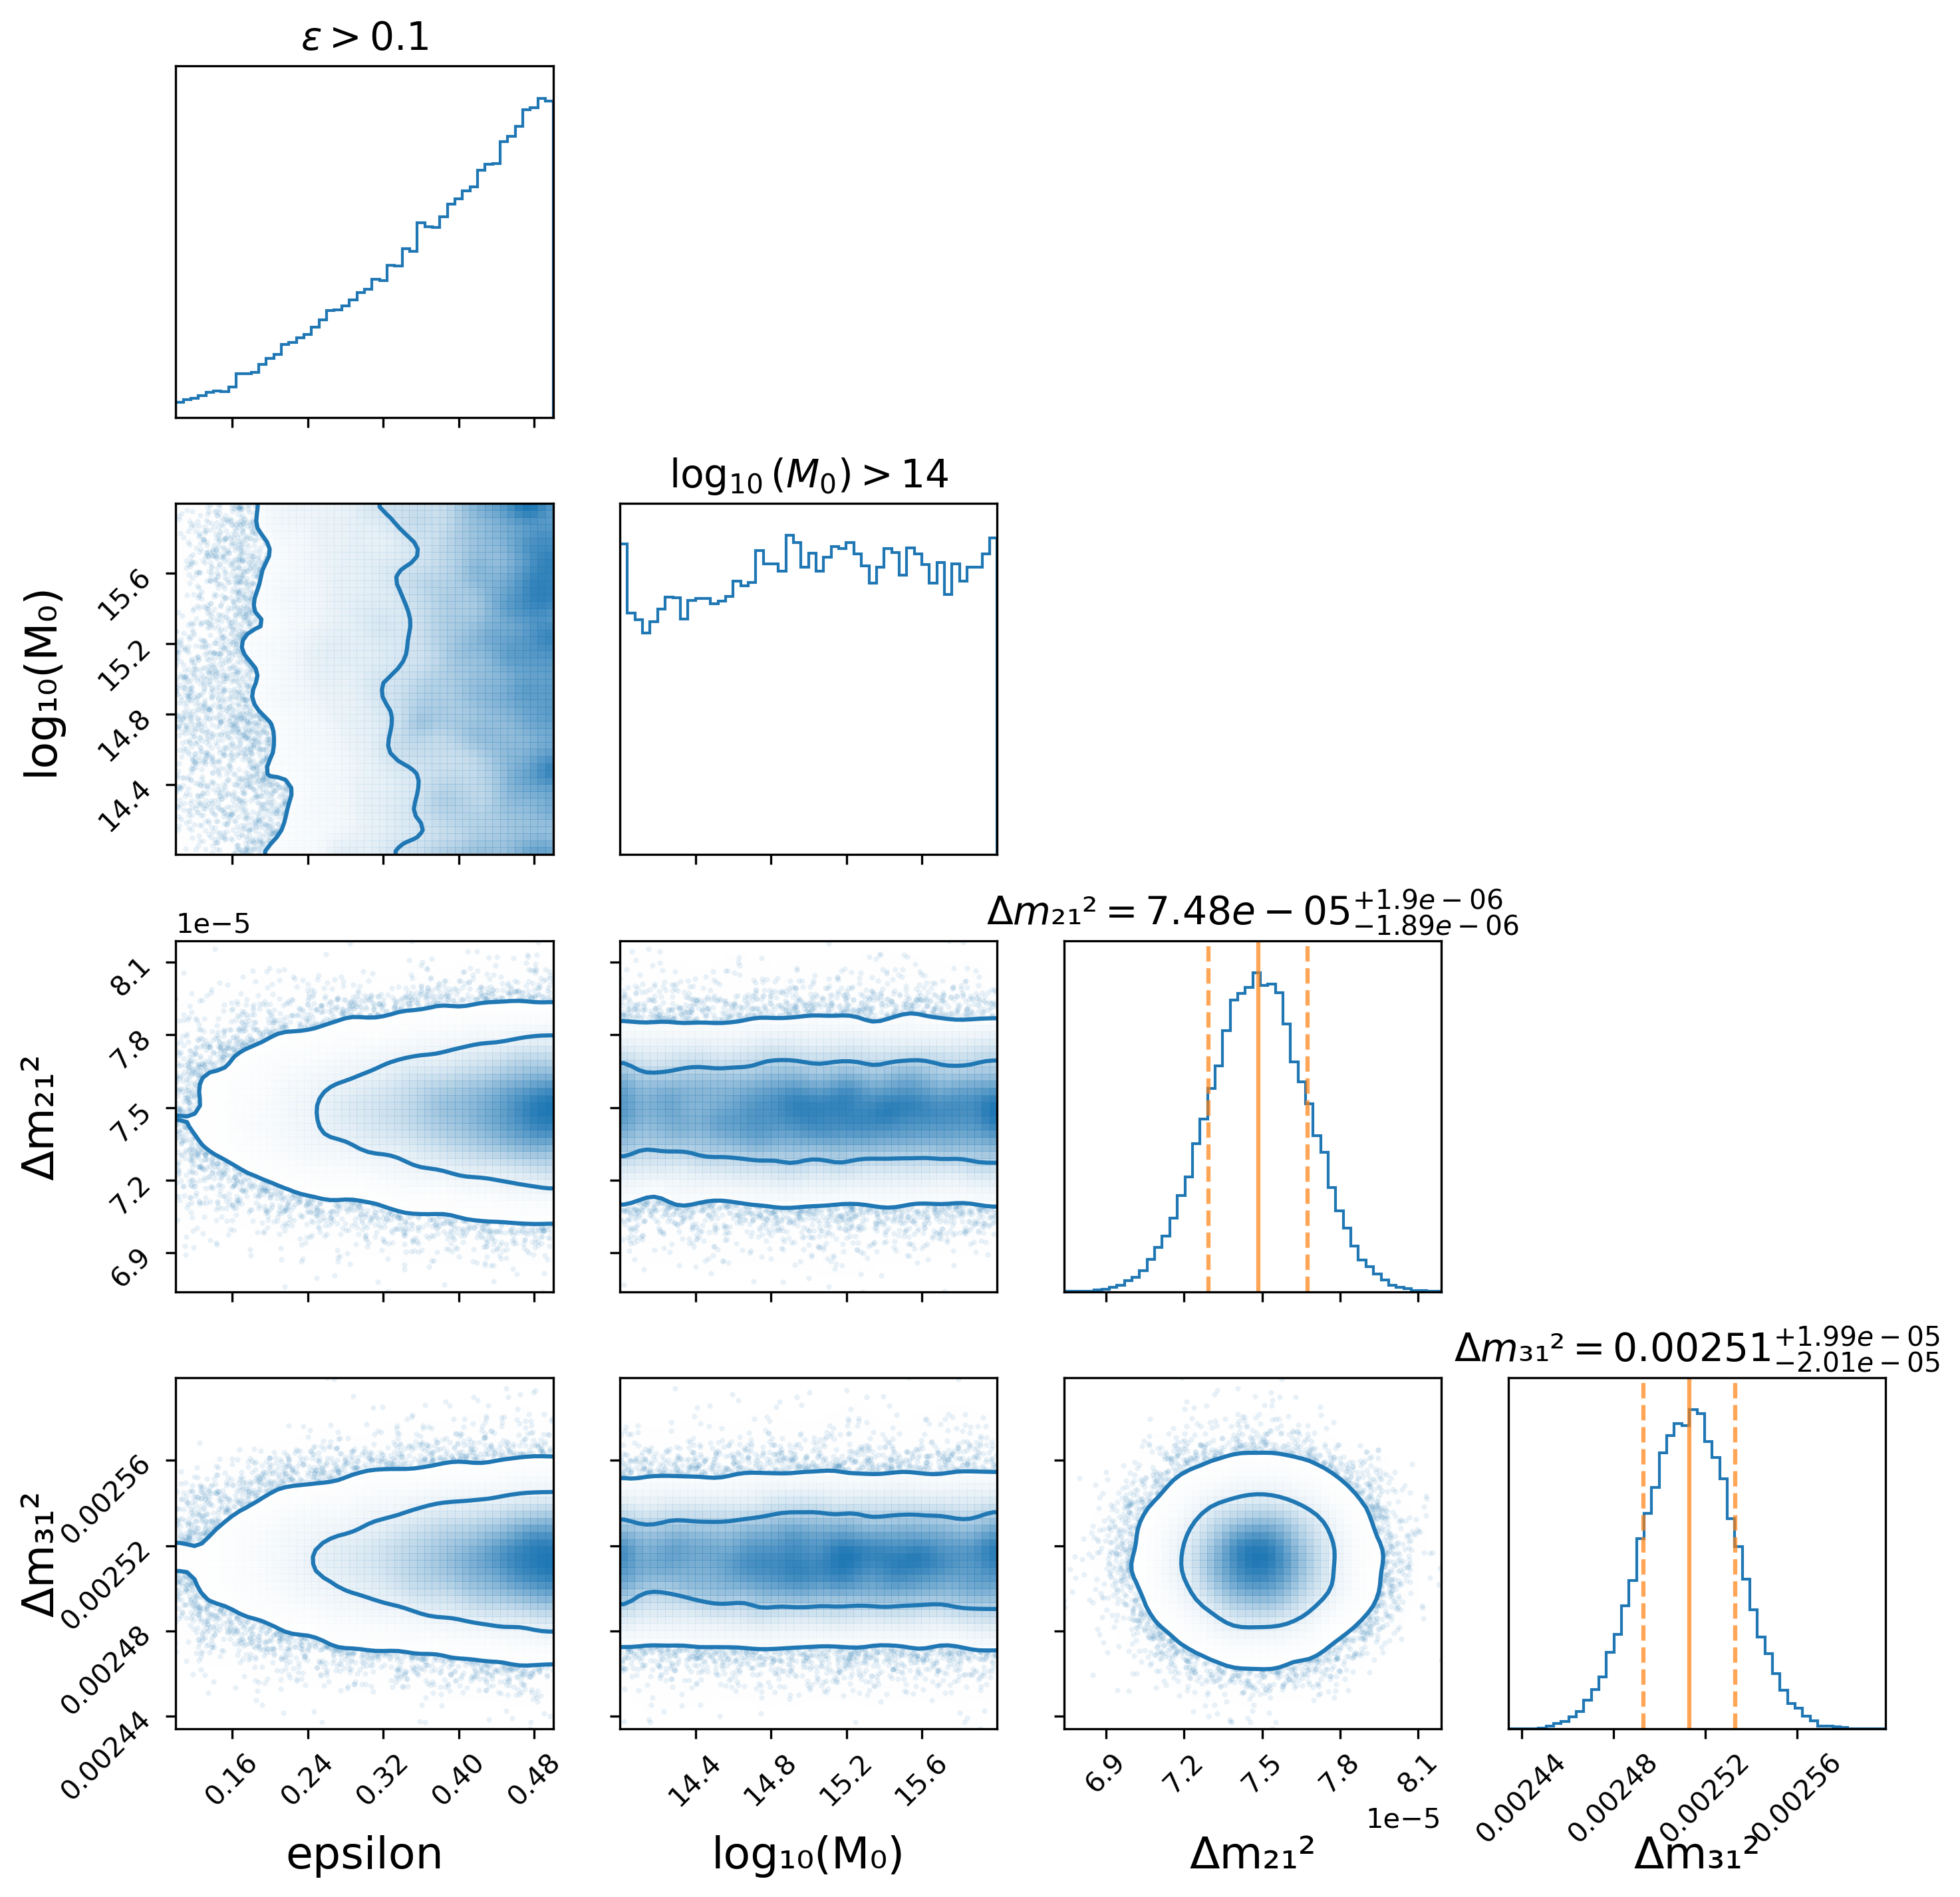 ε > 0.1
log₁₀(M₀) > 14
log₁₀(M₀)
15.6
15.2
14.8
14.4
Δm₂₁² = 7.48e − 05 +1.9e − 06 −1.89e − 06
1e−5
Δm₂₁²
8.1
7.8
7.5
7.2
6.9
Δm₃₁² = 0.00251 +1.99e − 05 −2.01e − 05
Δm₃₁²
0.00256
0.00252
0.00248
0.00244
0.16 0.24 0.32 0.40 0.48
14.4 14.8 15.2 15.6
6.9 7.2 7.5 7.8 8.1
1e−5
0.00244 0.00248 0.00252 0.00256
epsilon
log₁₀(M₀)
Δm₂₁²
Δm₃₁²